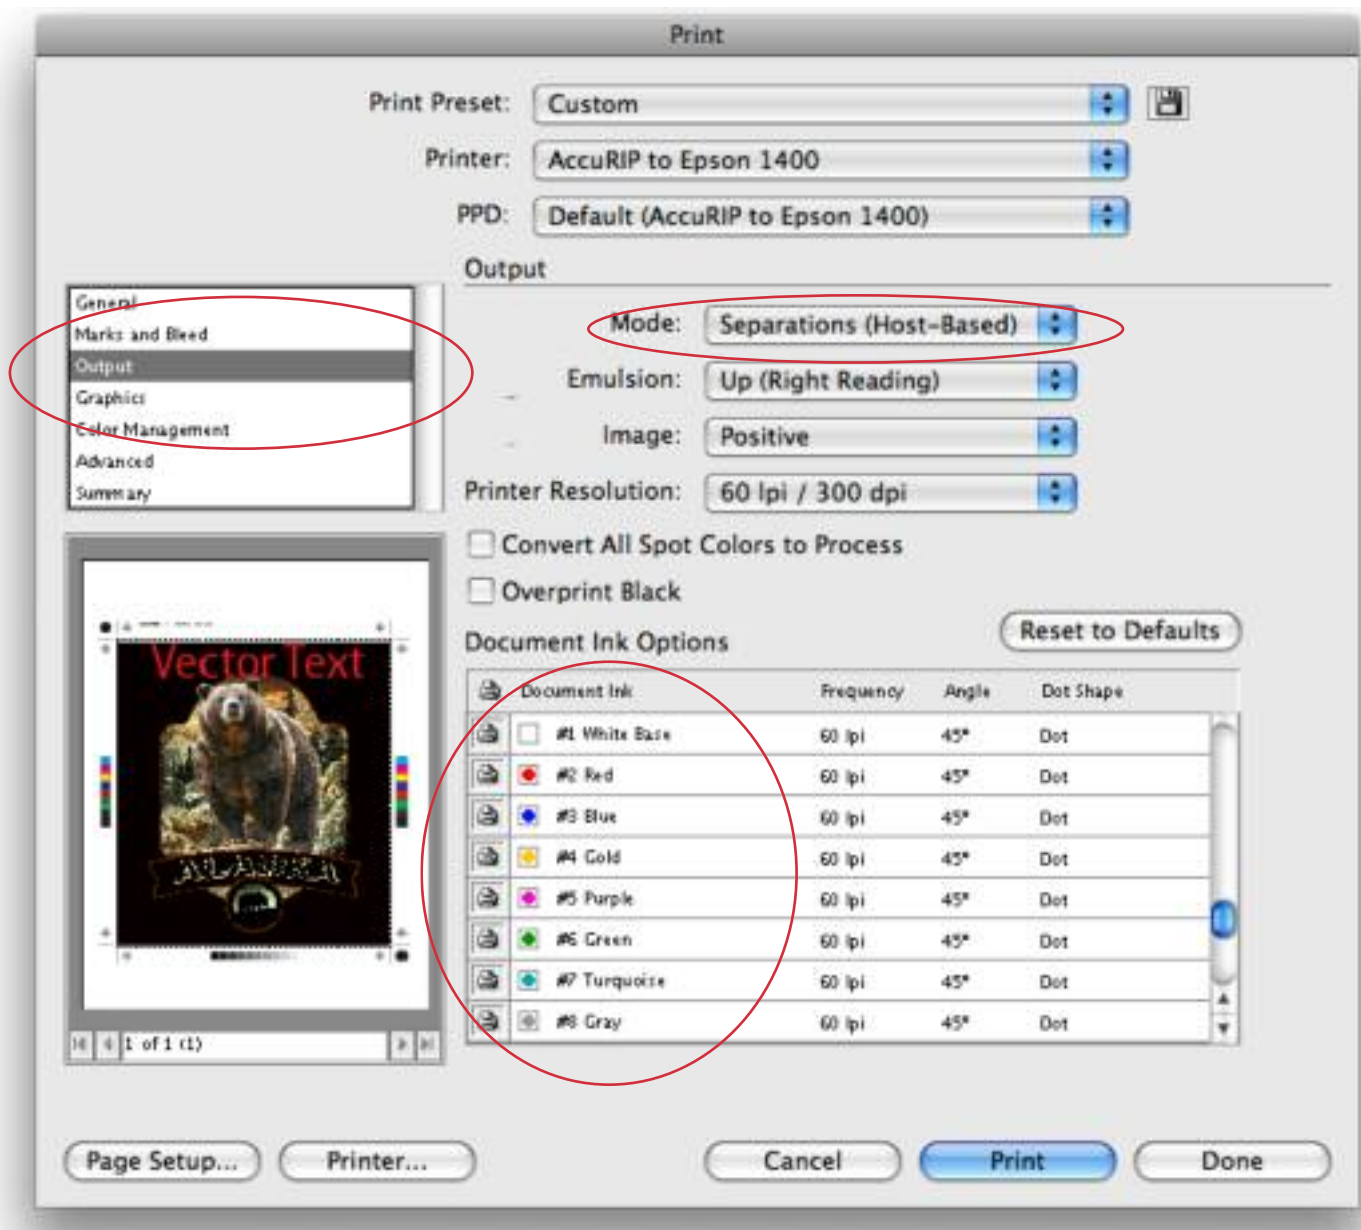 Print
Print Preset: Custom
Printer: AccuRIP to Epson 1400
PPD: Default (AccuRIP to Epson 1400)
Output
General
Marks and Bleed
Output
Graphics
Color Management
Advanced
Summary
Mode: Separations (Host-Based)
Emulsion: Up (Right Reading)
Image: Positive
Printer Resolution: 60 lpi / 300 dpi
Convert All Spot Colors to Process
Overprint Black
Document Ink Options
Reset to Defaults
Document Ink Frequency Angle Dot Shape
#1 White Base 60 lpi 45° Dot
#2 Red 60 lpi 45° Dot
#3 Blue 60 lpi 45° Dot
#4 Gold 60 lpi 45° Dot
#5 Purple 60 lpi 45° Dot
#6 Green 60 lpi 45° Dot
#7 Turquoise 60 lpi 45° Dot
#8 Gray 60 lpi 45° Dot
Vector Text
ALASKA
1 of 1 (1)
Page Setup... Printer... Cancel Print Done